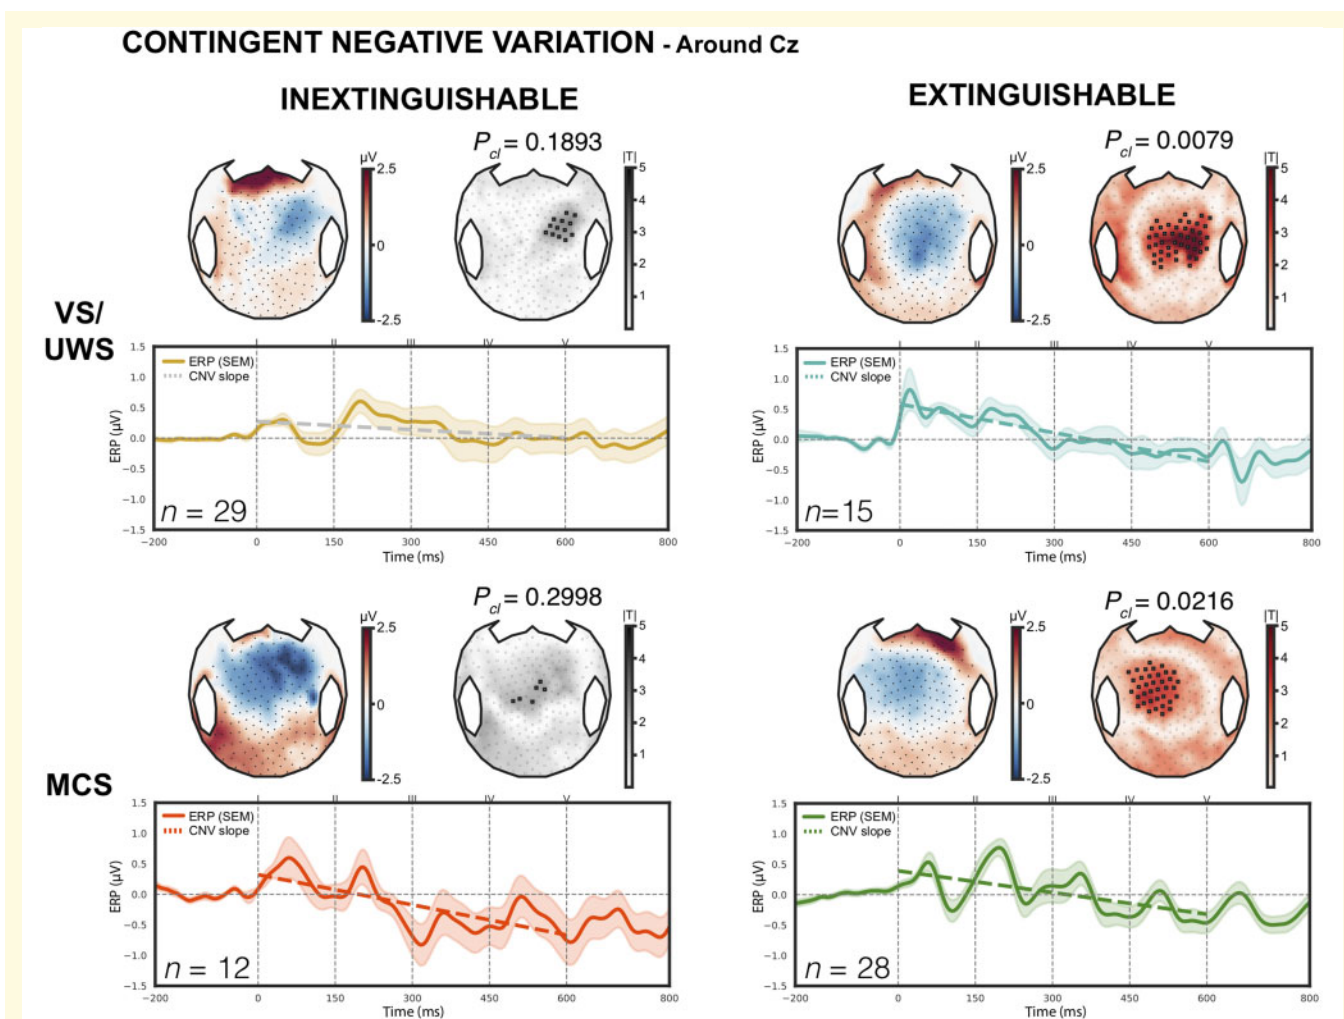 CONTINGENT NEGATIVE VARIATION - Around Cz
INEXTINGUISHABLE
EXTINGUISHABLE
VS/
UWS
µV
2.5
0
-2.5
Pcl = 0.1893
|T|
5
4
3
2
1
µV
2.5
0
-2.5
Pcl = 0.0079
|T|
5
4
3
2
1
I II III IV V
ERP (SEM)
CNV slope
ERP (µV)
1.5
1.0
0.5
0.0
−0.5
−1.0
−1.5
n = 29
−200 0 150 300 450 600 800
Time (ms)
I II III IV V
ERP (SEM)
CNV slope
ERP (µV)
1.5
1.0
0.5
0.0
−0.5
−1.0
−1.5
n=15
−200 0 150 300 450 600 800
Time (ms)
MCS
µV
2.5
0
-2.5
Pcl = 0.2998
|T|
5
4
3
2
1
µV
2.5
0
-2.5
Pcl = 0.0216
|T|
5
4
3
2
1
I II III IV V
ERP (SEM)
CNV slope
ERP (µV)
1.5
1.0
0.5
0.0
−0.5
−1.0
−1.5
n = 12
−200 0 150 300 450 600 800
Time (ms)
I II III IV V
ERP (SEM)
CNV slope
ERP (µV)
1.5
1.0
0.5
0.0
−0.5
−1.0
−1.5
n = 28
−200 0 150 300 450 600 800
Time (ms)